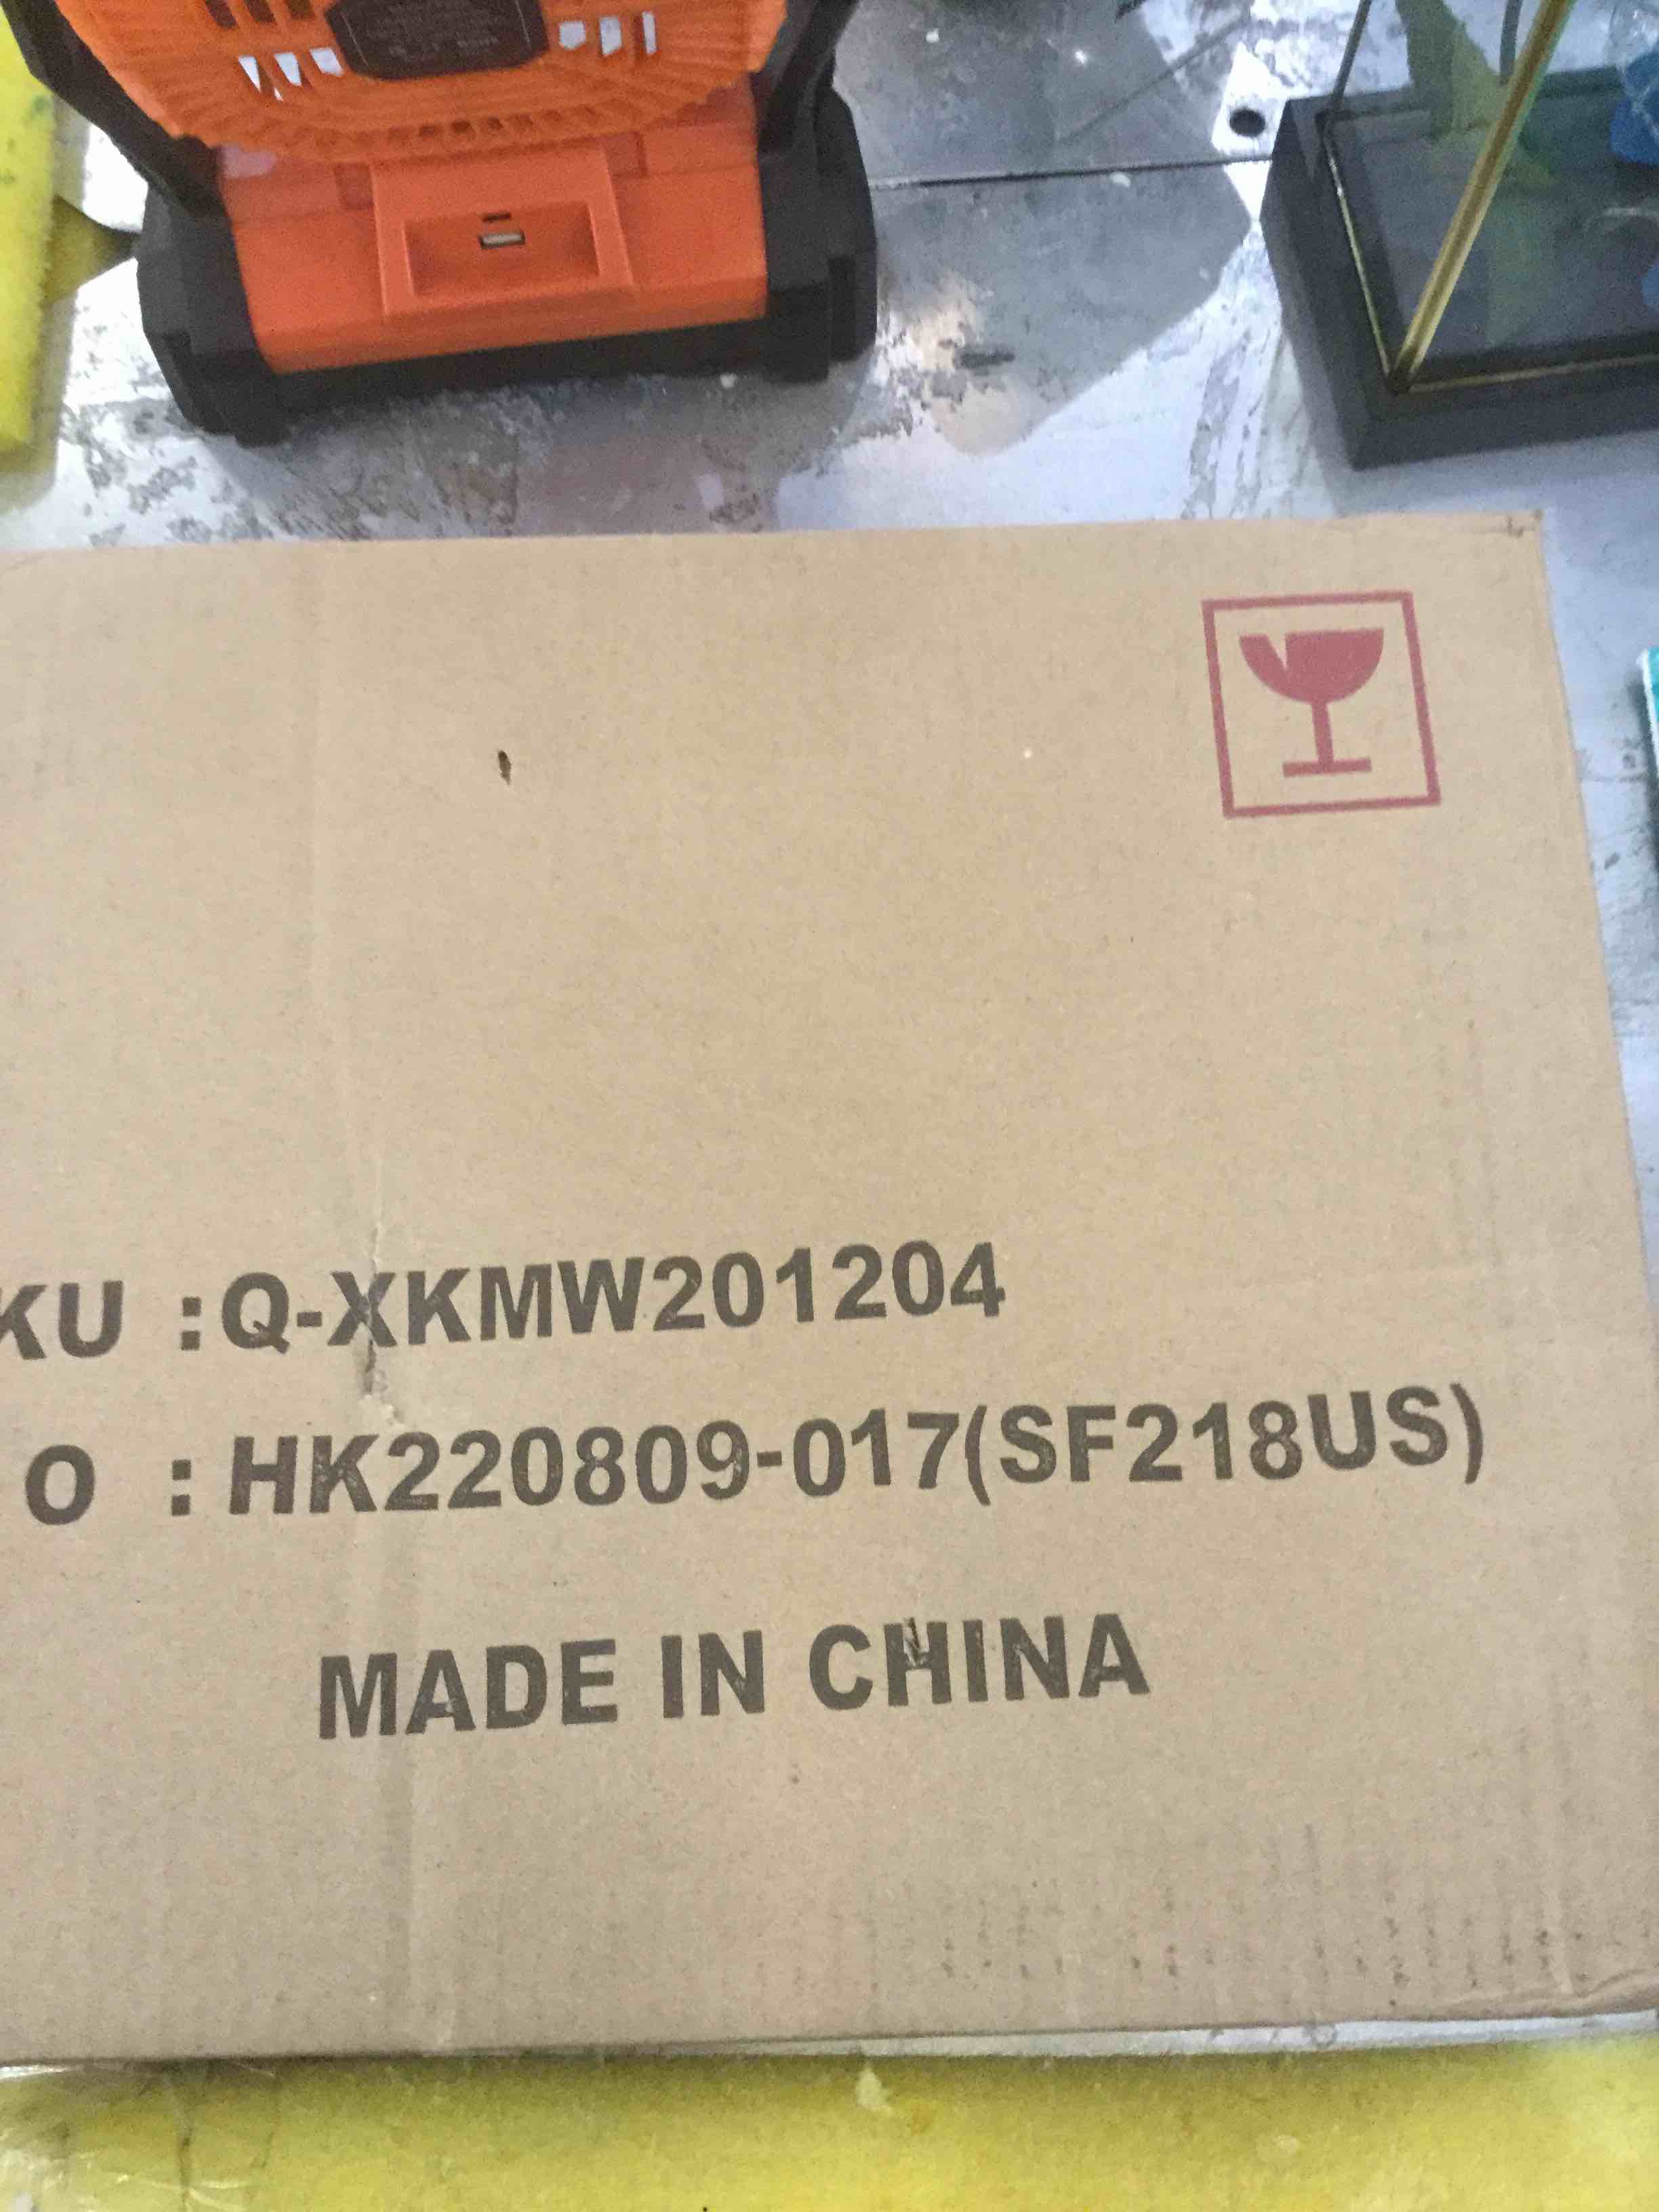 KU :Q-XKMW201204
O :HK220809-017(SF218US)
MADE IN CHINA